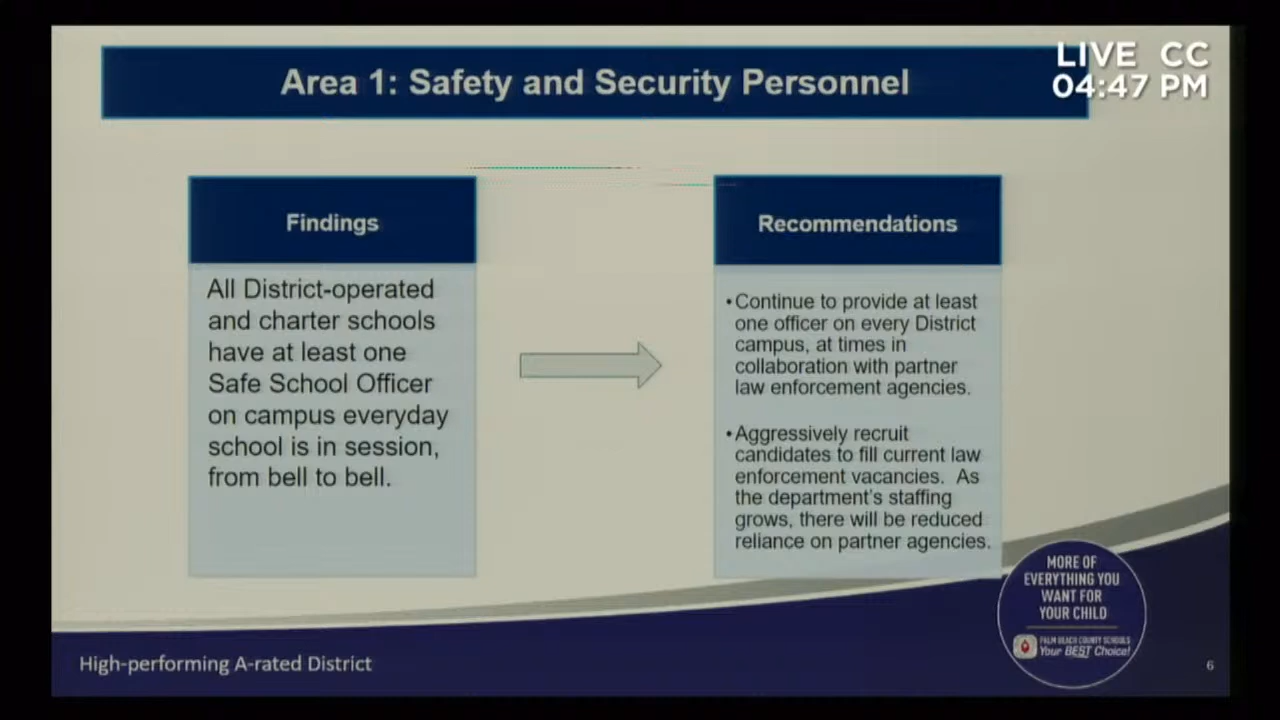 LIVE CC
04:47 PM
Area 1: Safety and Security Personnel
Findings
All District-operated
and charter schools
have at least one
Safe School Officer
on campus everyday
school is in session,
from bell to bell.
Recommendations
•Continue to provide at least
one officer on every District
campus, at times in
collaboration with partner
law enforcement agencies.
•Aggressively recruit
candidates to fill current law
enforcement vacancies. As
the department's staffing
grows, there will be reduced
reliance on partner agencies.
MORE OF
EVERYTHING YOU
WANT FOR
YOUR CHILD
PALM BEACH COUNTY SCHOOLS
Your BEST Choice!
High-performing A-rated District
6